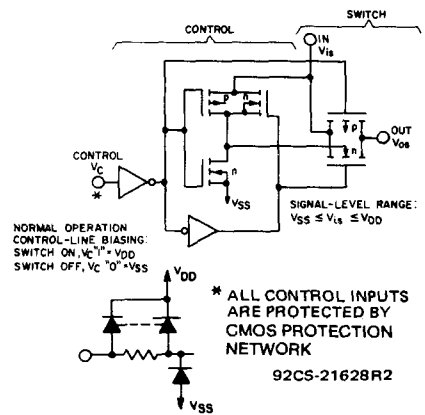 SWITCH
CONTROL
IN
Vis
p
n
p
n
OUT
Vos
CONTROL
VC
*
n
VSS
SIGNAL-LEVEL RANGE:
VSS ≤ Vis ≤ VDD
NORMAL OPERATION
CONTROL-LINE BIASING:
SWITCH ON, VC "1" = VDD
SWITCH OFF, VC "0" = VSS
VDD
* ALL CONTROL INPUTS
ARE PROTECTED BY
CMOS PROTECTION
NETWORK
92CS-21628R2
VSS